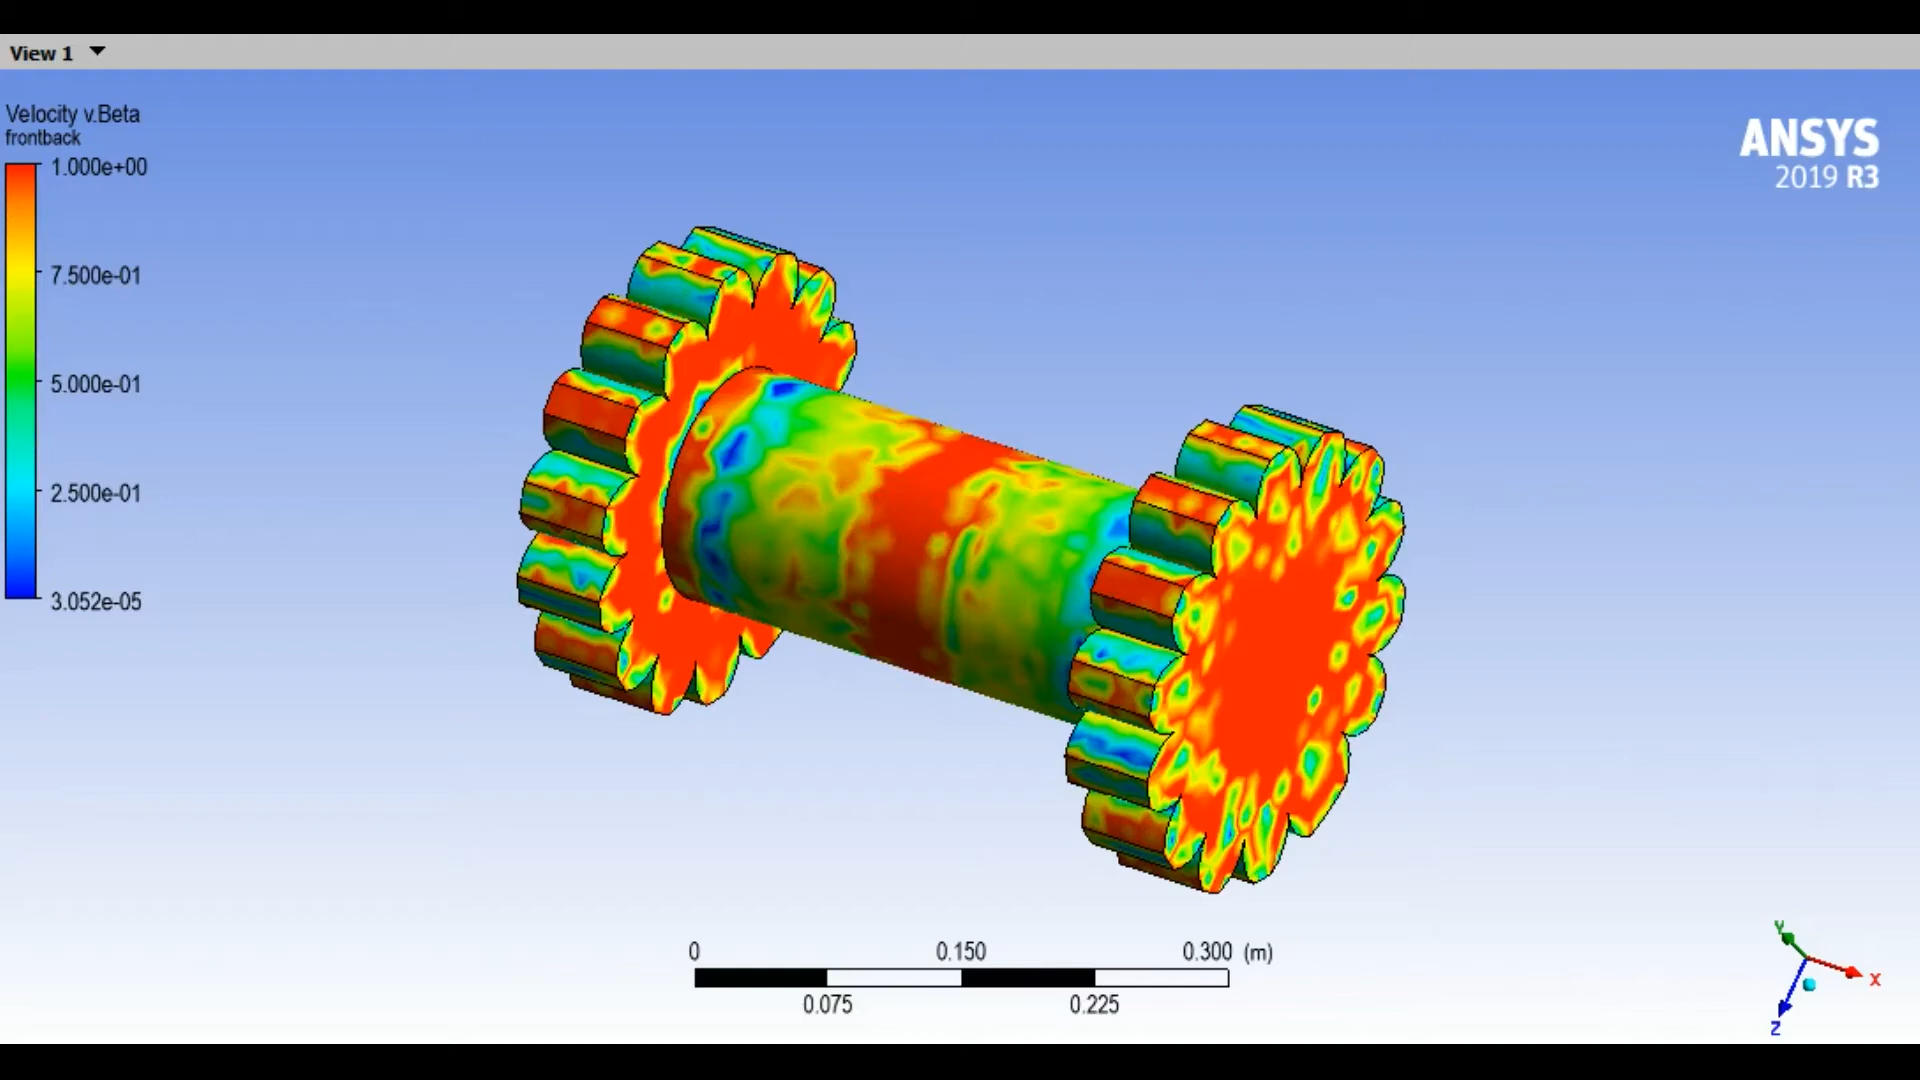 View 1
Velocity v.Beta
frontback
1.000e+00
7.500e-01
5.000e-01
2.500e-01
3.052e-05
ANSYS
2019 R3
0 0.150 0.300 (m)
0.075 0.225
Y
X
Z